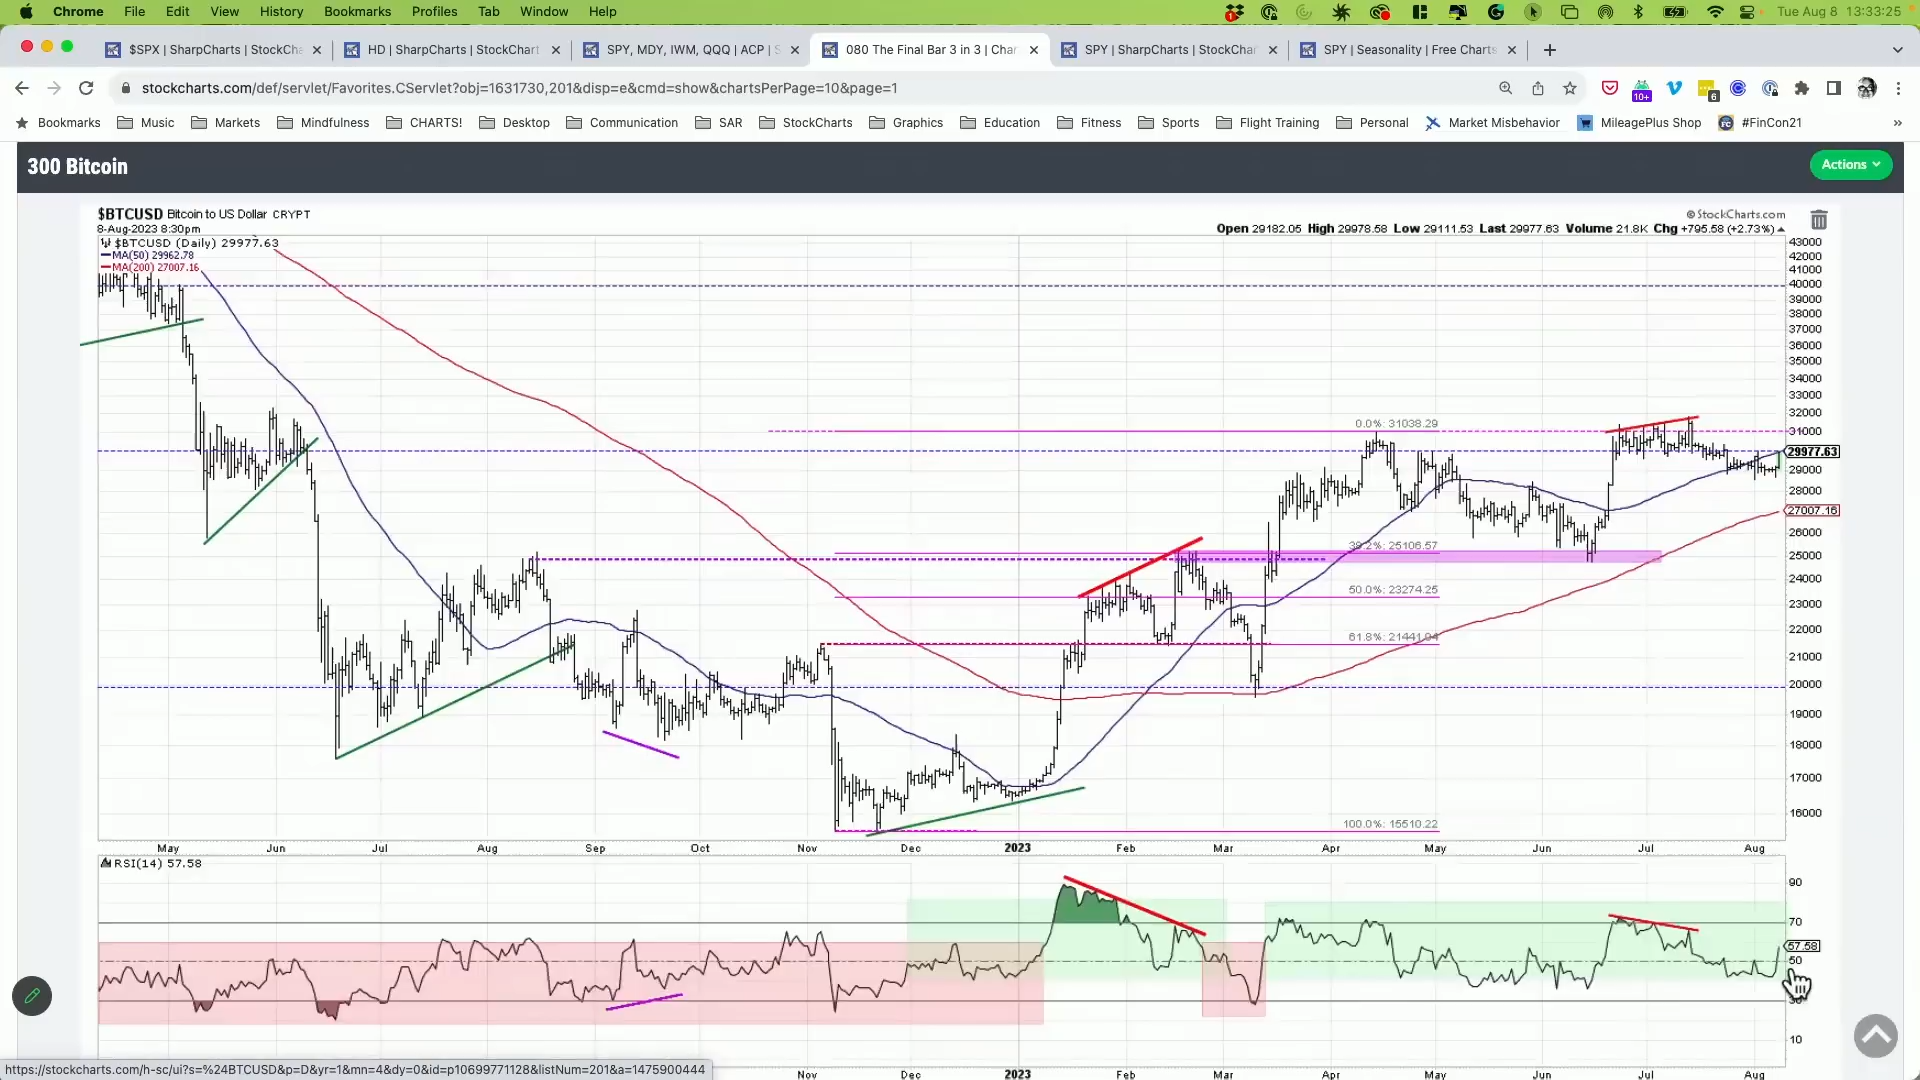 Chrome File Edit View History Bookmarks Profiles Tab Window Help Tue Aug 8 13:33:25
$SPX | SharpCharts | StockCha HD | SharpCharts | StockChart SPY, MDY, IWM, QQQ | ACP | S 080 The Final Bar 3 in 3 | Char SPY | SharpCharts | StockChar SPY | Seasonality | Free Charts
stockcharts.com/def/servlet/Favorites.CServlet?obj=1631730,201&disp=e&cmd=show&chartsPerPage=10&page=1
10+ 6
Bookmarks Music Markets Mindfulness CHARTS! Desktop Communication SAR StockCharts Graphics Education Fitness Sports Flight Training Personal Market Misbehavior MileagePlus Shop #FinCon21 »
300 Bitcoin
Actions
$BTCUSD Bitcoin to US Dollar CRYPT
©StockCharts.com
8-Aug-2023 8:30pm
Open 29182.05 High 29978.58 Low 29111.53 Last 29977.63 Volume 21.8K Chg +795.58 (+2.73%)
$BTCUSD (Daily) 29977.63
MA(50) 29962.78
MA(200) 27007.16
43000
42000
41000
40000
39000
38000
37000
36000
35000
34000
33000
32000
0.0%: 31038.29
31000
29977.63
29000
28000
27007.16
26000
38.2%: 25106.57
25000
24000
50.0%: 23274.25
23000
22000
61.8%: 21441.94
21000
20000
19000
18000
17000
16000
100.0%: 15510.22
May Jun Jul Aug Sep Oct Nov Dec 2023 Feb Mar Apr May Jun Jul Aug
RSI(14) 57.58
90
70
57.58
50
30
10
https://stockcharts.com/h-sc/ui?s=%24BTCUSD&p=D&yr=1&mn=4&dy=0&id=p10699771128&listNum=201&a=1475900444
Nov Dec 2023 Feb Mar Apr May Jun Jul Aug